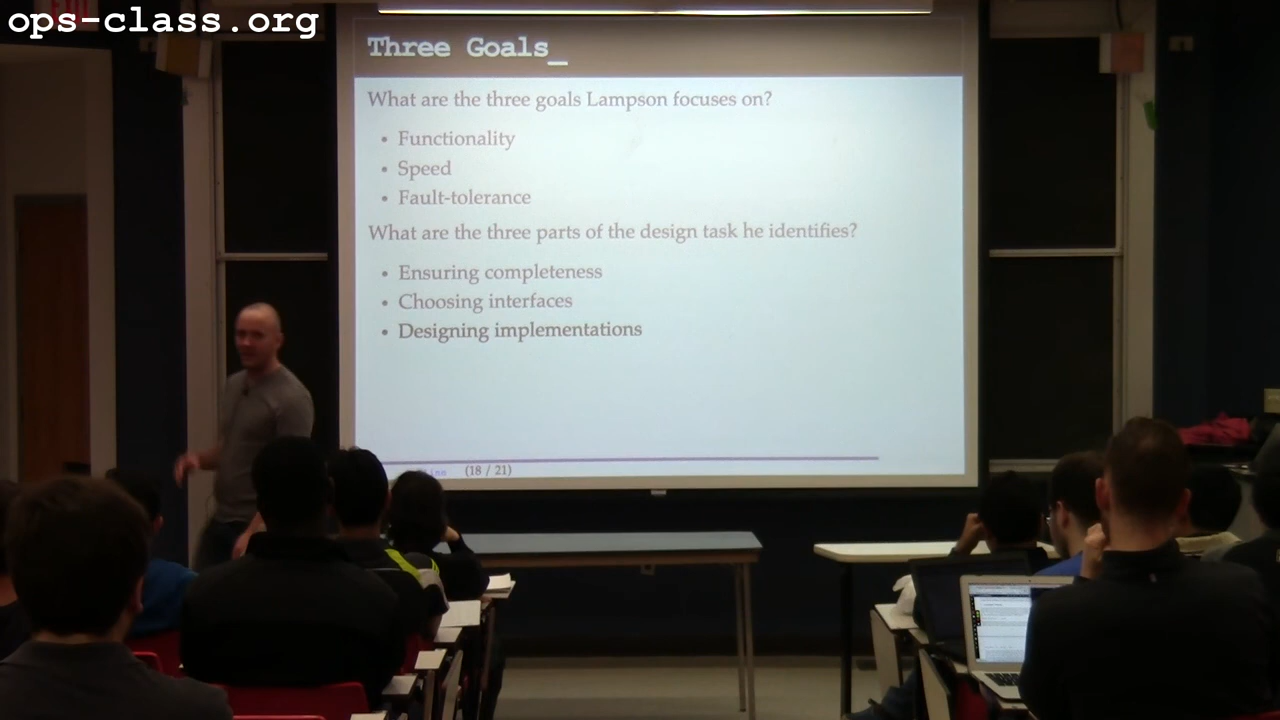 ops-class.org
Three Goals_
What are the three goals Lampson focuses on?
• Functionality
• Speed
• Fault-tolerance
What are the three parts of the design task he identifies?
• Ensuring completeness
• Choosing interfaces
• Designing implementations
(18 / 21)